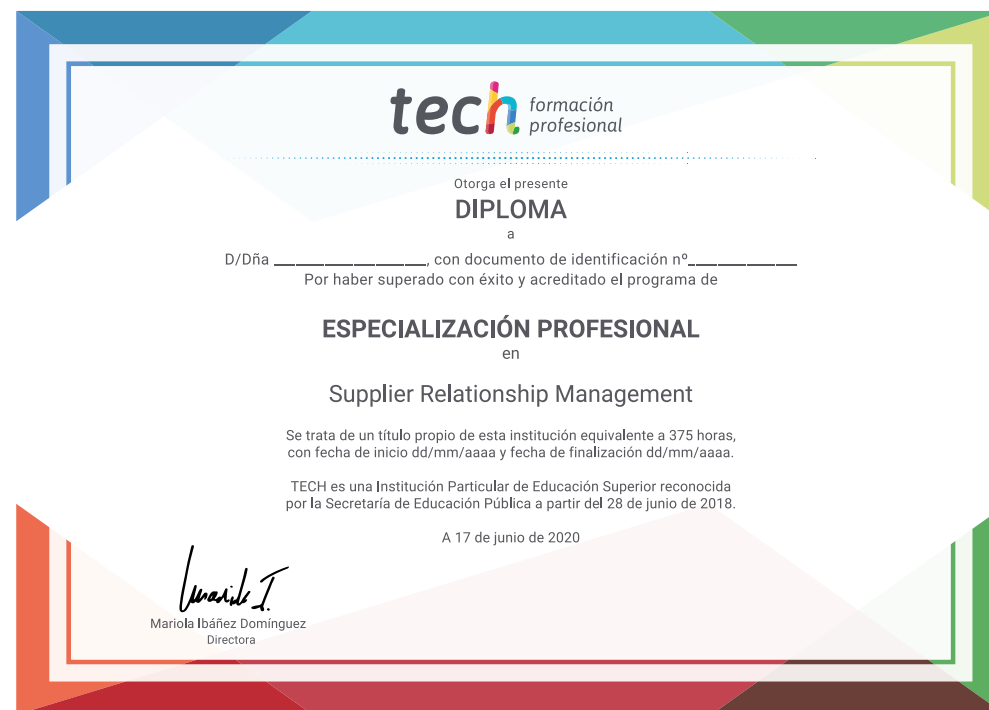 tech formación
profesional
Otorga el presente
DIPLOMA
a
D/Dña ______________, con documento de identificación nº__________
Por haber superado con éxito y acreditado el programa de
ESPECIALIZACIÓN PROFESIONAL
en
Supplier Relationship Management
Se trata de un título propio de esta institución equivalente a 375 horas,
con fecha de inicio dd/mm/aaaa y fecha de finalización dd/mm/aaaa.
TECH es una Institución Particular de Educación Superior reconocida
por la Secretaría de Educación Pública a partir del 28 de junio de 2018.
A 17 de junio de 2020
Mariola Ibáñez Domínguez
Directora